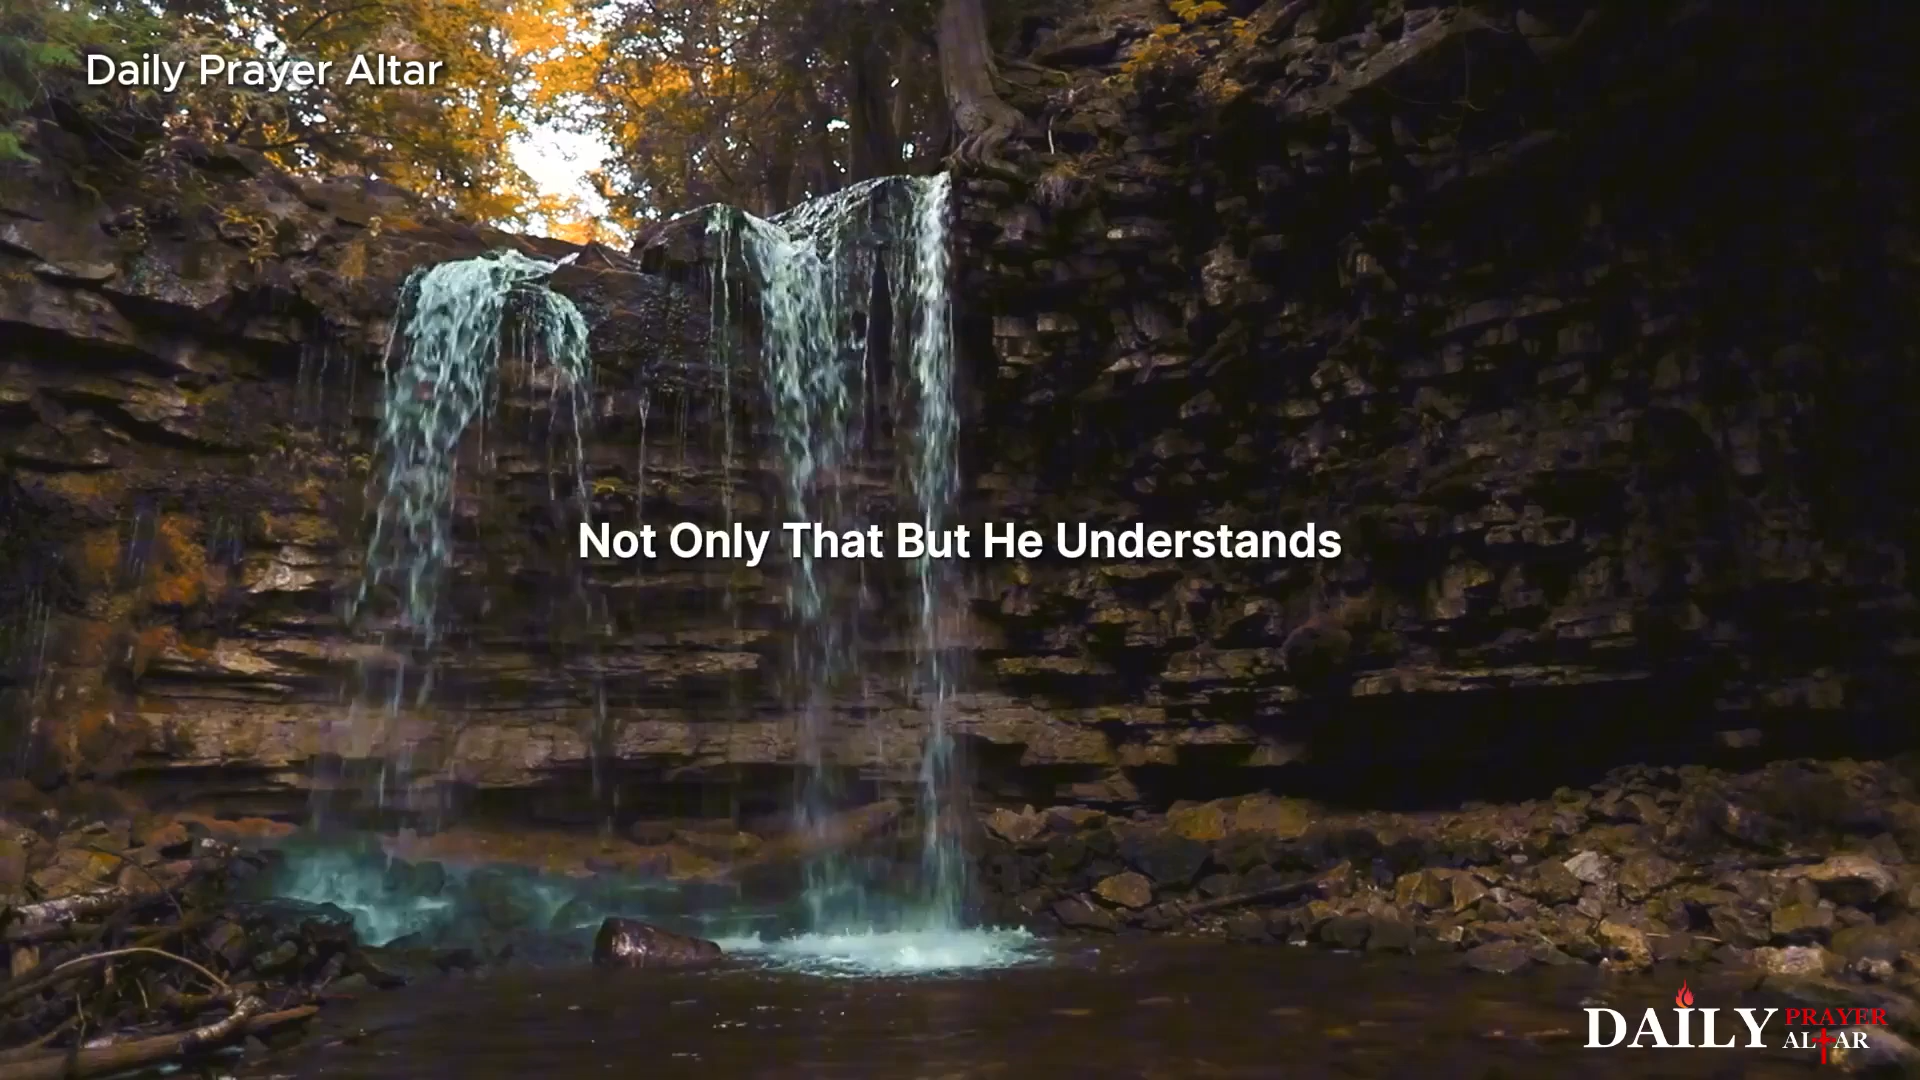 Daily Prayer Altar
Not Only That But He Understands
DAILY PRAYER
ALTAR